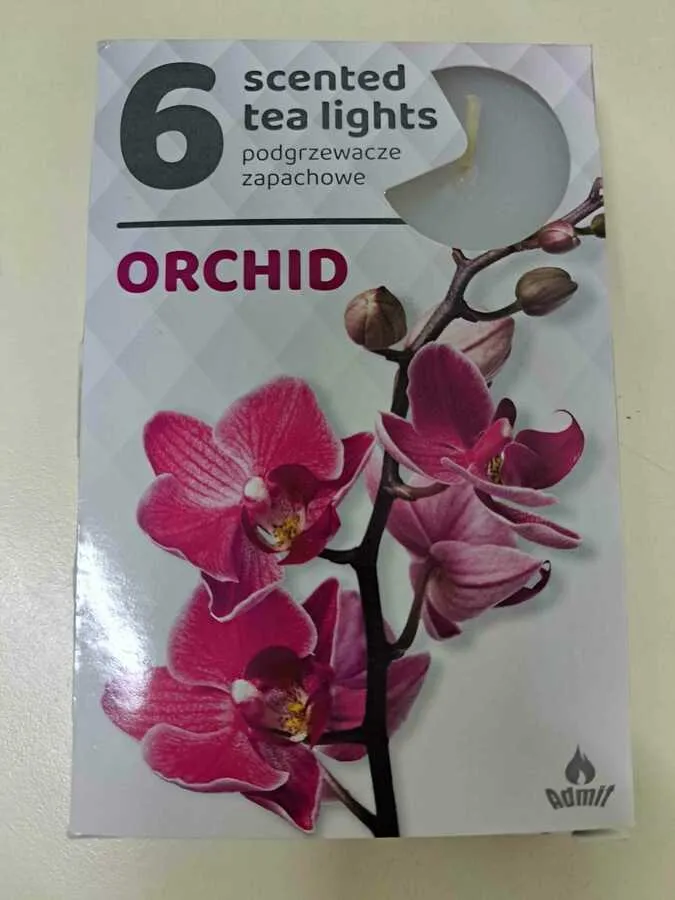 6
scented
tea lights
podgrzewacze
zapachowe
ORCHID
Admit